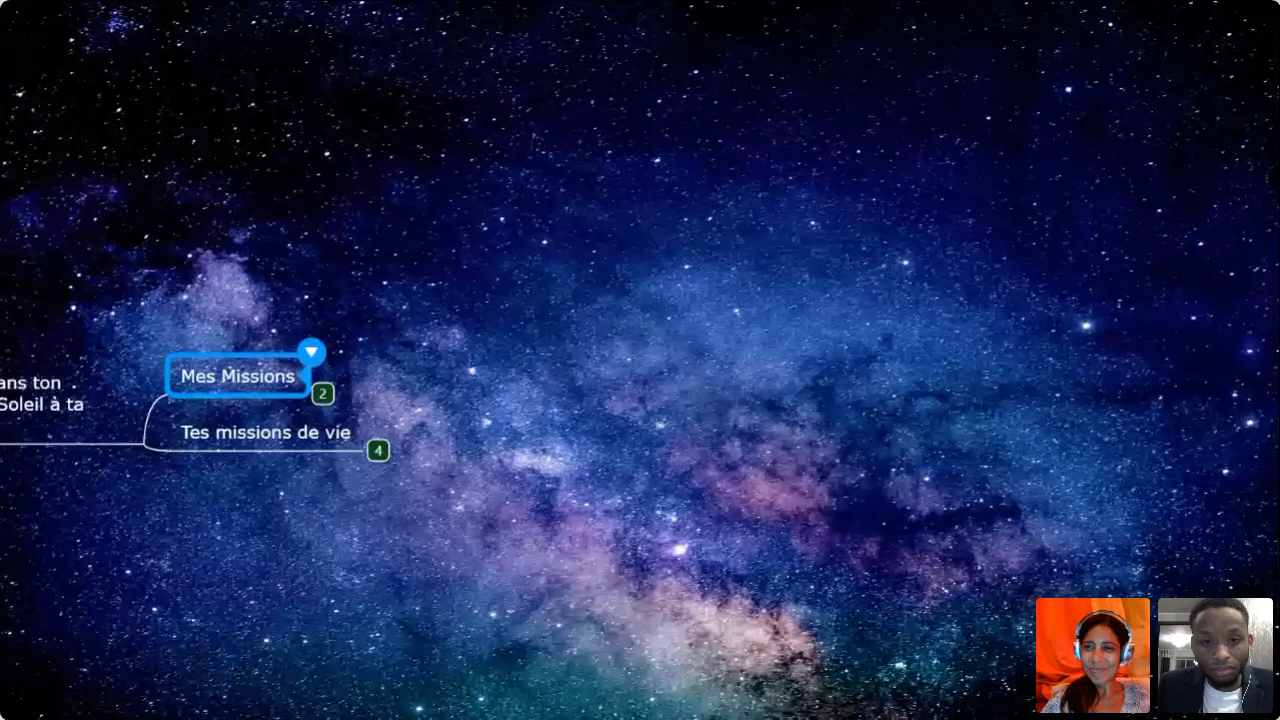 Mes Missions
2
ans ton
Soleil à ta
Tes missions de vie
4